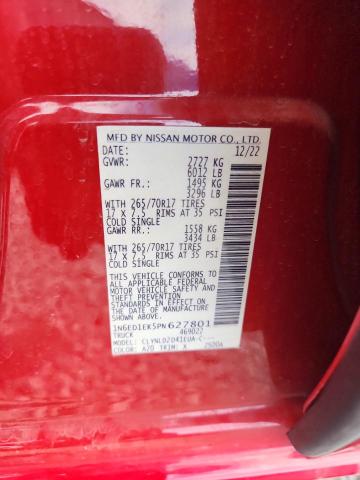 MFD BY NISSAN MOTOR CO., LTD.
DATE: 12/22
GVWR: 2727 KG
6012 LB
GAWR FR.: 1495 KG
3296 LB
WITH 265/70R17 TIRES
17 X 7.5 RIMS AT 35 PSI
COLD SINGLE
GAWR RR.: 1558 KG
3434 LB
WITH 265/70R17 TIRES
17 X 7.5 RIMS AT 35 PSI
COLD SINGLE
THIS VEHICLE CONFORMS TO
ALL APPLICABLE FEDERAL
MOTOR VEHICLE SAFETY
STANDARDS IN EFFECT ON
THE DATE OF MANUFACTURE
SHOWN ABOVE.
1N6ED1EK5PN627801
TRUCK 469027
MODEL:
COLOR: A20 TRIM: X